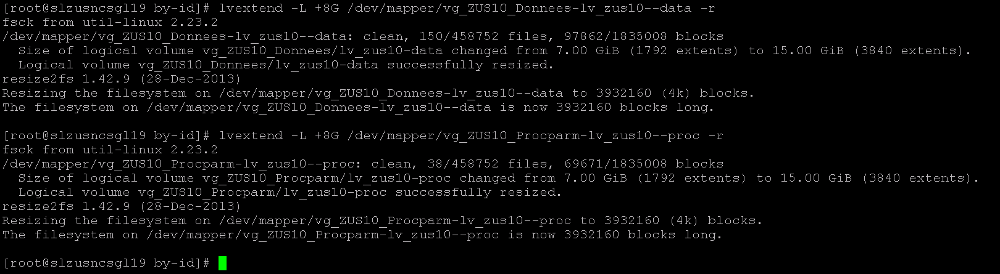 [root@slzusncsgl19 by-id]# lvextend -L +8G /dev/mapper/vg_ZUS10_Donnees-lv_zus10--data -r
fsck from util-linux 2.23.2
/dev/mapper/vg_ZUS10_Donnees-lv_zus10--data: clean, 150/458752 files, 97862/1835008 blocks
  Size of logical volume vg_ZUS10_Donnees/lv_zus10-data changed from 7.00 GiB (1792 extents) to 15.00 GiB (3840 extents).
  Logical volume vg_ZUS10_Donnees/lv_zus10-data successfully resized.
resize2fs 1.42.9 (28-Dec-2013)
Resizing the filesystem on /dev/mapper/vg_ZUS10_Donnees-lv_zus10--data to 3932160 (4k) blocks.
The filesystem on /dev/mapper/vg_ZUS10_Donnees-lv_zus10--data is now 3932160 blocks long.

[root@slzusncsgl19 by-id]# lvextend -L +8G /dev/mapper/vg_ZUS10_Procparm-lv_zus10--proc -r
fsck from util-linux 2.23.2
/dev/mapper/vg_ZUS10_Procparm-lv_zus10--proc: clean, 38/458752 files, 69671/1835008 blocks
  Size of logical volume vg_ZUS10_Procparm/lv_zus10-proc changed from 7.00 GiB (1792 extents) to 15.00 GiB (3840 extents).
  Logical volume vg_ZUS10_Procparm/lv_zus10-proc successfully resized.
resize2fs 1.42.9 (28-Dec-2013)
Resizing the filesystem on /dev/mapper/vg_ZUS10_Procparm-lv_zus10--proc to 3932160 (4k) blocks.
The filesystem on /dev/mapper/vg_ZUS10_Procparm-lv_zus10--proc is now 3932160 blocks long.

[root@slzusncsgl19 by-id]#